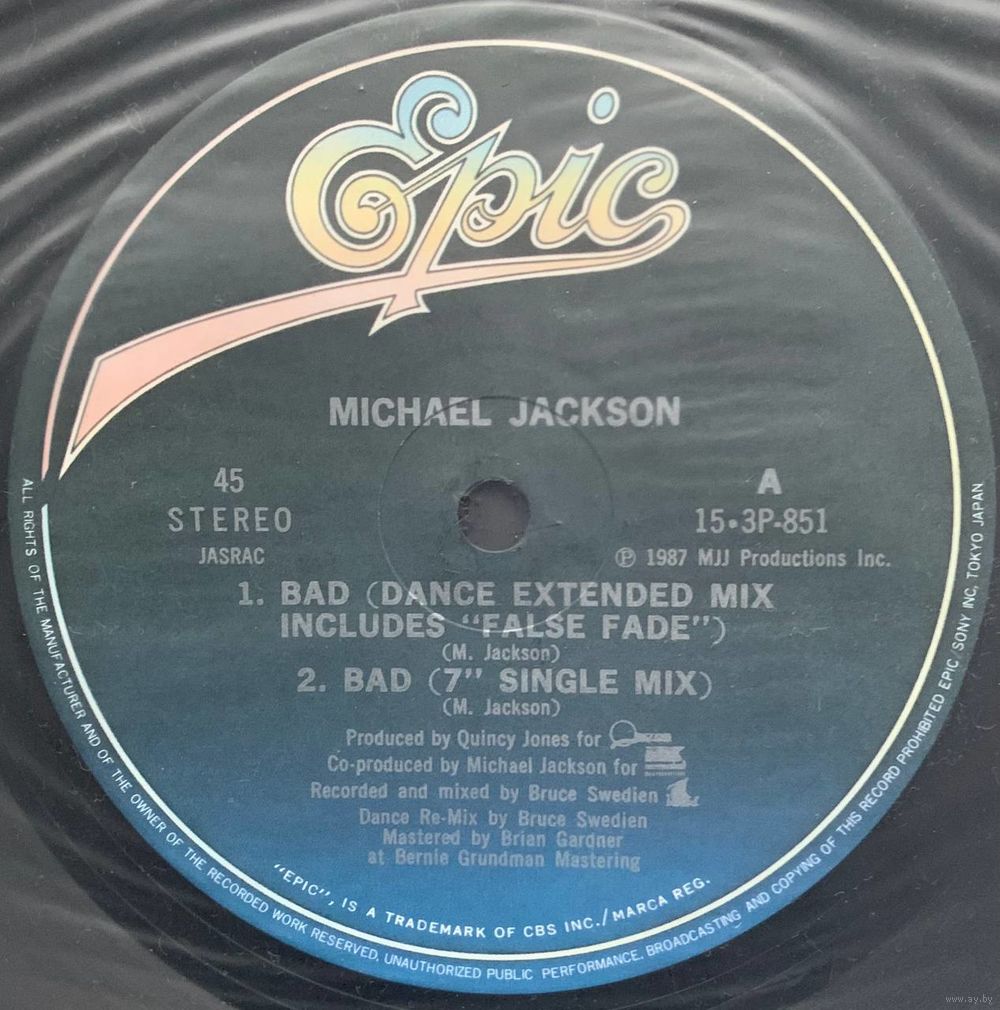 Epic
MICHAEL JACKSON
45
STEREO
JASRAC
A
15・3P-851
Ⓟ 1987 MJJ Productions Inc.
1. BAD (DANCE EXTENDED MIX
INCLUDES “FALSE FADE”)
(M. Jackson)
2. BAD (7” SINGLE MIX)
(M. Jackson)
Produced by Quincy Jones for
Co-produced by Michael Jackson for
Recorded and mixed by Bruce Swedien
Dance Re-Mix by Bruce Swedien
Mastered by Brian Gardner
at Bernie Grundman Mastering
“EPIC”, IS A TRADEMARK OF CBS INC./MARCA REG.
ALL RIGHTS OF THE MANUFACTURER AND OF THE OWNER OF THE RECORDED WORK RESERVED, UNAUTHORIZED PUBLIC PERFORMANCE, BROADCASTING AND COPYING OF THIS RECORD PROHIBITED EPIC/SONY INC, TOKYO JAPAN
www.ay.by